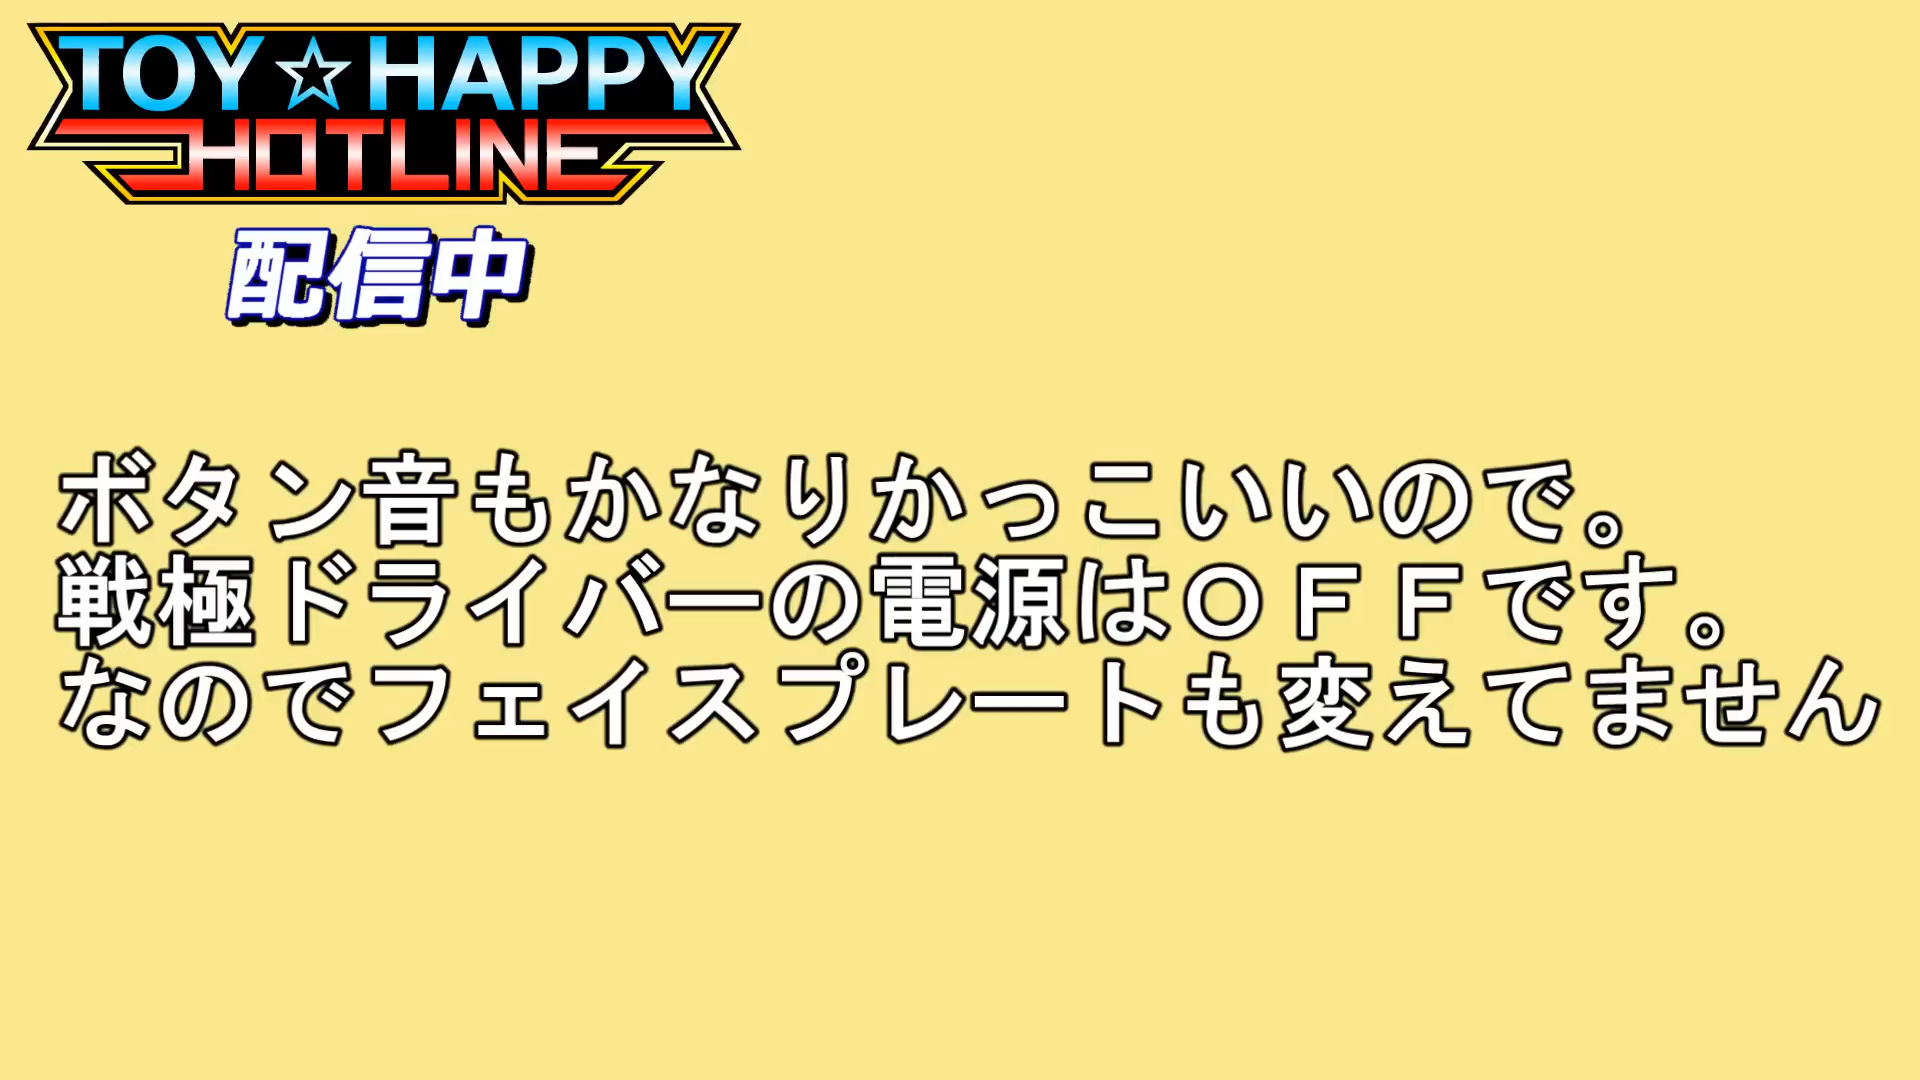 TOY☆HAPPY
HOTLINE
配信中
ボタン音もかなりかっこいいので。
戦極ドライバーの電源はＯＦＦです。
なのでフェイスプレートも変えてません